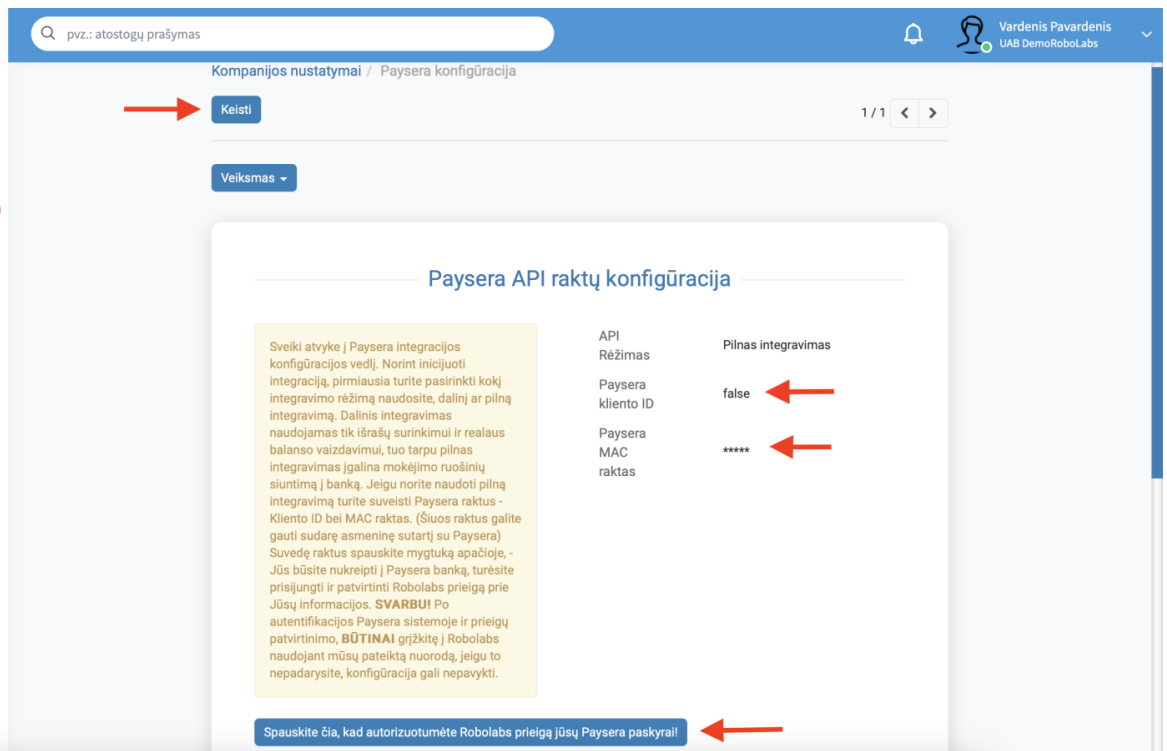 pvz.: atostogų prašymas
Vardenis Pavardenis
UAB DemoRoboLabs
Kompanijos nustatymai / Paysera konfigūracija
Keisti
1 / 1
Veiksmas
Paysera API raktų konfigūracija
Sveiki atvykę į Paysera integracijos
konfigūracijos vedlį. Norint inicijuoti
integraciją, pirmiausia turite pasirinkti kokį
integravimo rėžimą naudosite, dalinį ar pilną
integravimą. Dalinis integravimas
naudojamas tik išrašų surinkimui ir realaus
balanso vaizdavimui, tuo tarpu pilnas
integravimas įgalina mokėjimo ruošinių
siuntimą į banką. Jeigu norite naudoti pilną
integravimą turite suvesti Paysera raktus -
Kliento ID bei MAC raktas. (Šiuos raktus galite
gauti sudarę asmeninę sutartį su Paysera)
Suvedę raktus spauskite mygtuką apačioje, -
Jūs būsite nukreipti į Paysera banką, turėsite
prisijungti ir patvirtinti Robolabs prieigą prie
Jūsų informacijos. SVARBU! Po
autentifikacijos Paysera sistemoje ir prieigų
patvirtinimo, BŪTINAI grįžkitę į Robolabs
naudojant mūsų pateiktą nuorodą, jeigu to
nepadarysite, konfigūracija gali nepavykti.
API
Rėžimas
Pilnas integravimas
Paysera
kliento ID
false
Paysera
MAC
raktas
*****
Spauskite čia, kad autorizuotumėte Robolabs prieigą jūsų Paysera paskyrai!